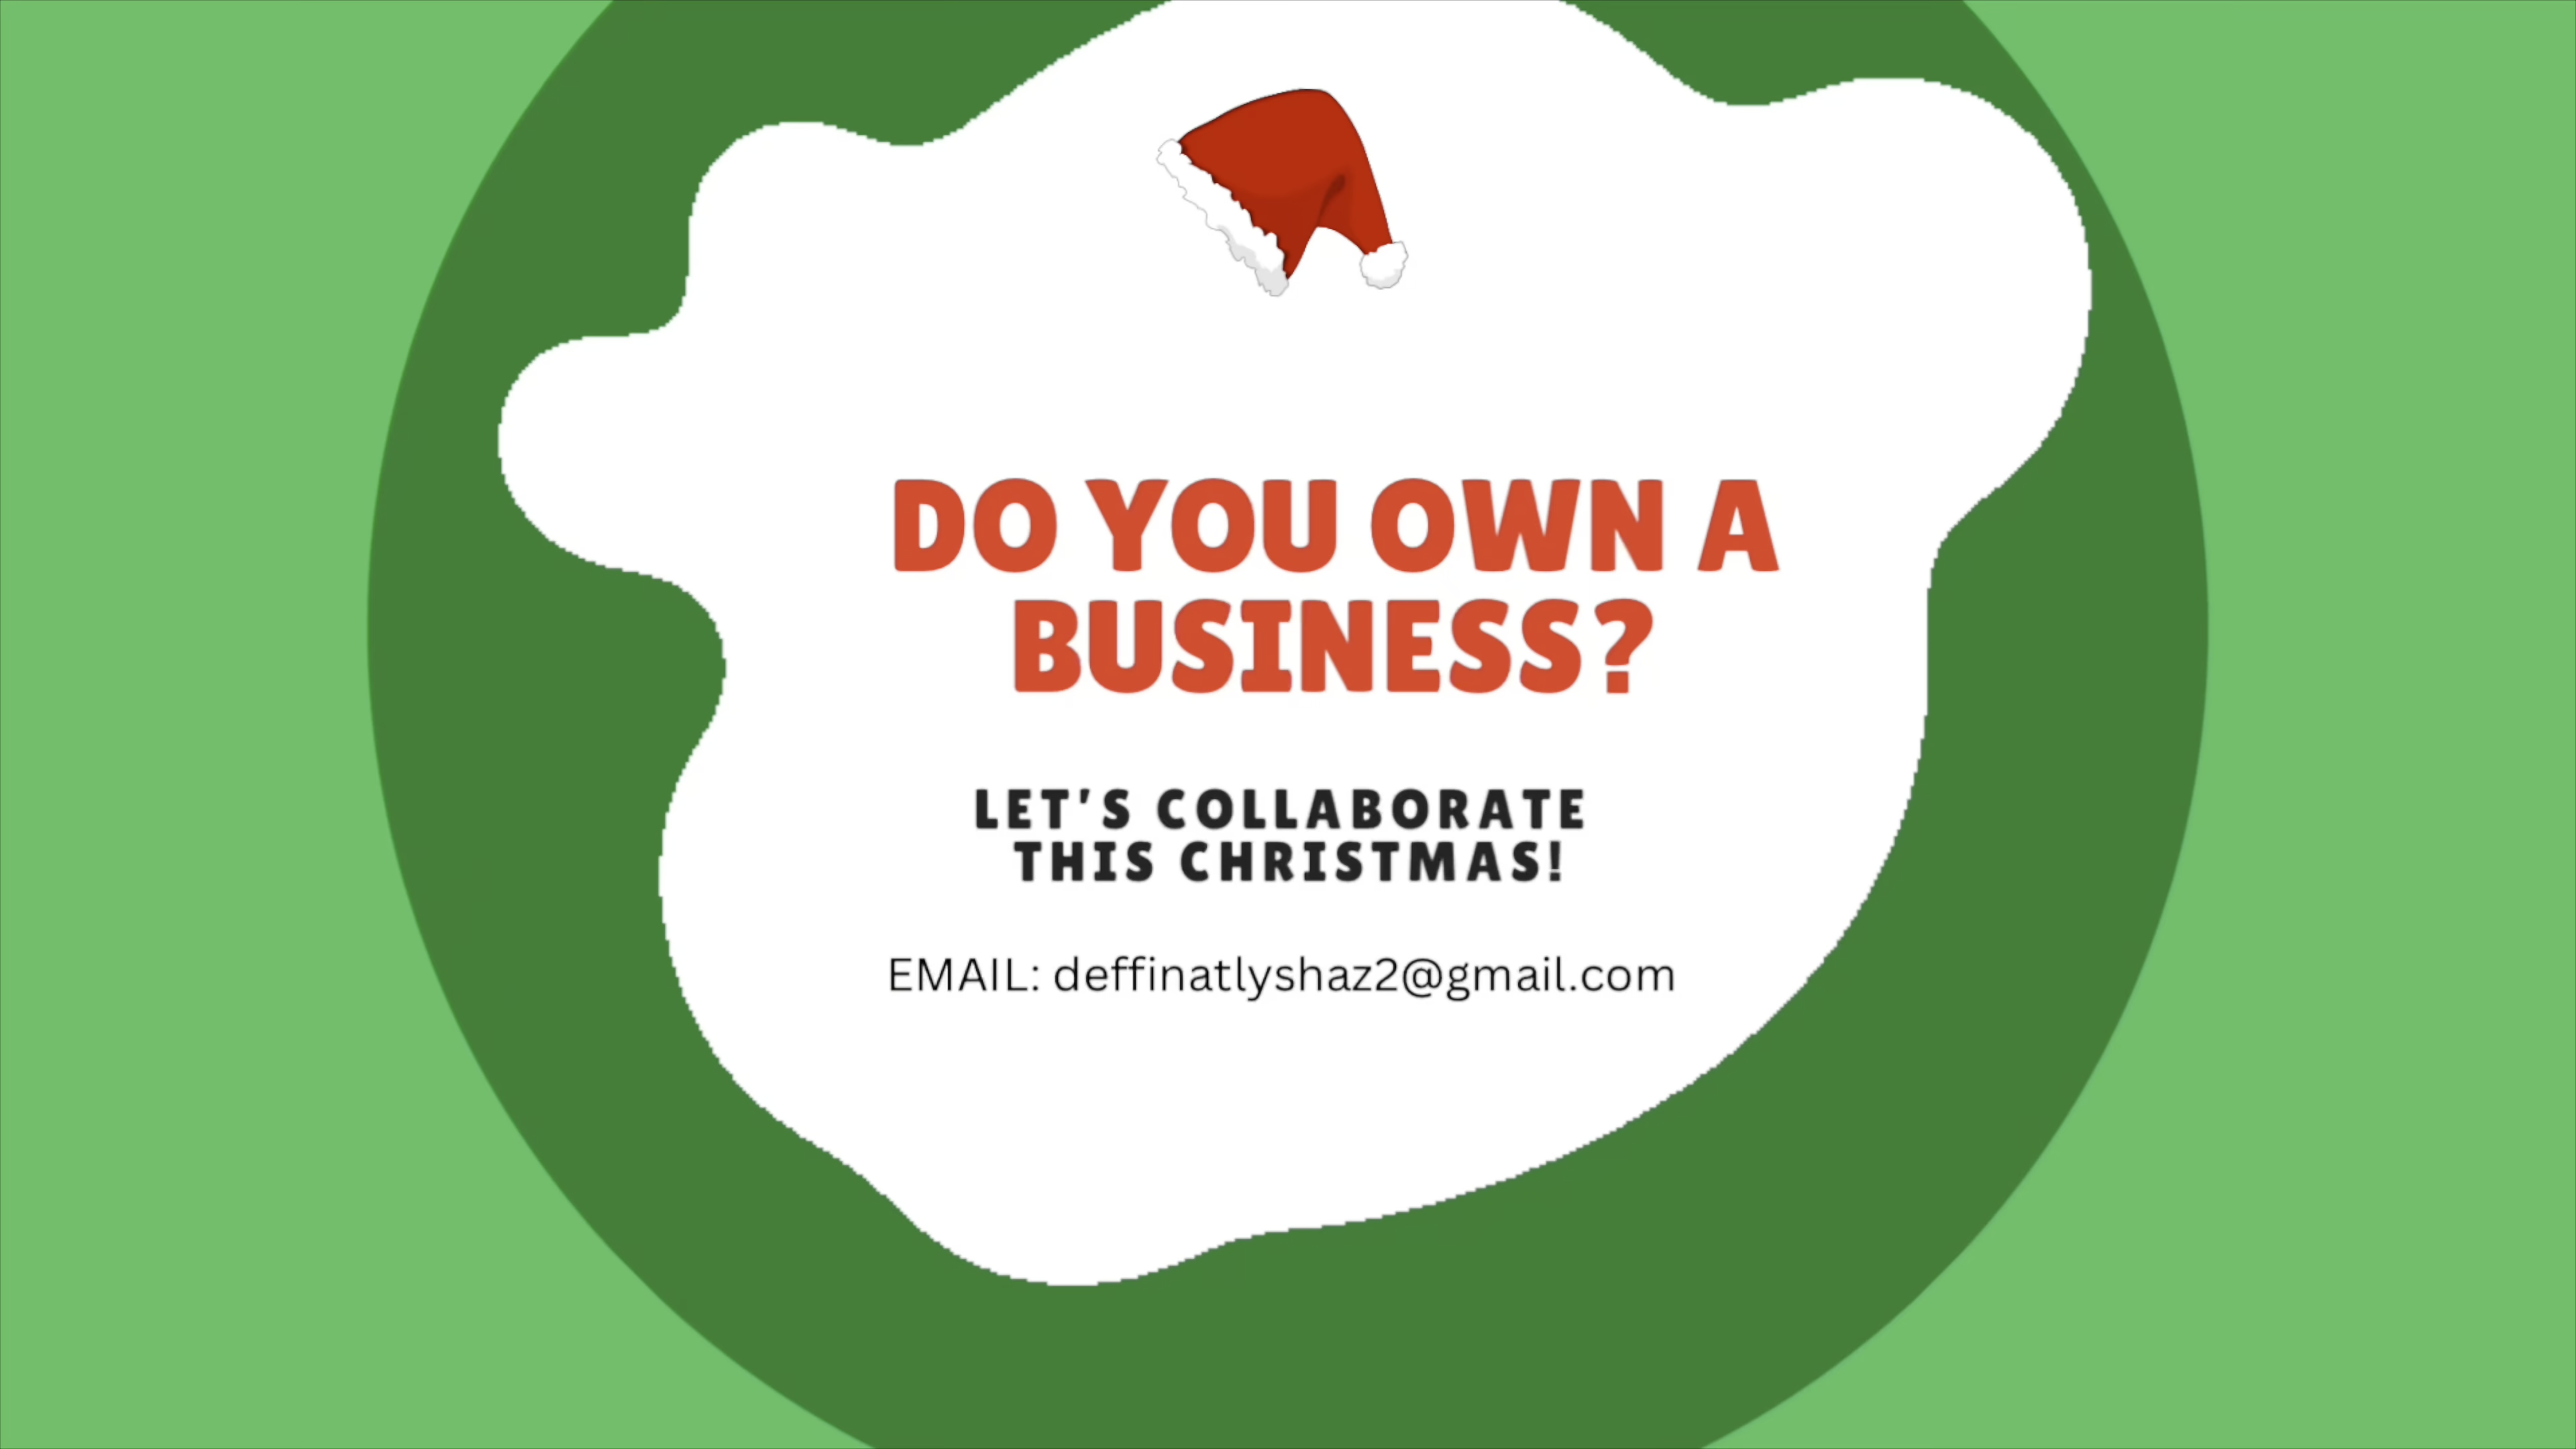 DO YOU OWN A
BUSINESS?
LET'S COLLABORATE
THIS CHRISTMAS!
EMAIL: deffinatlyshaz2@gmail.com